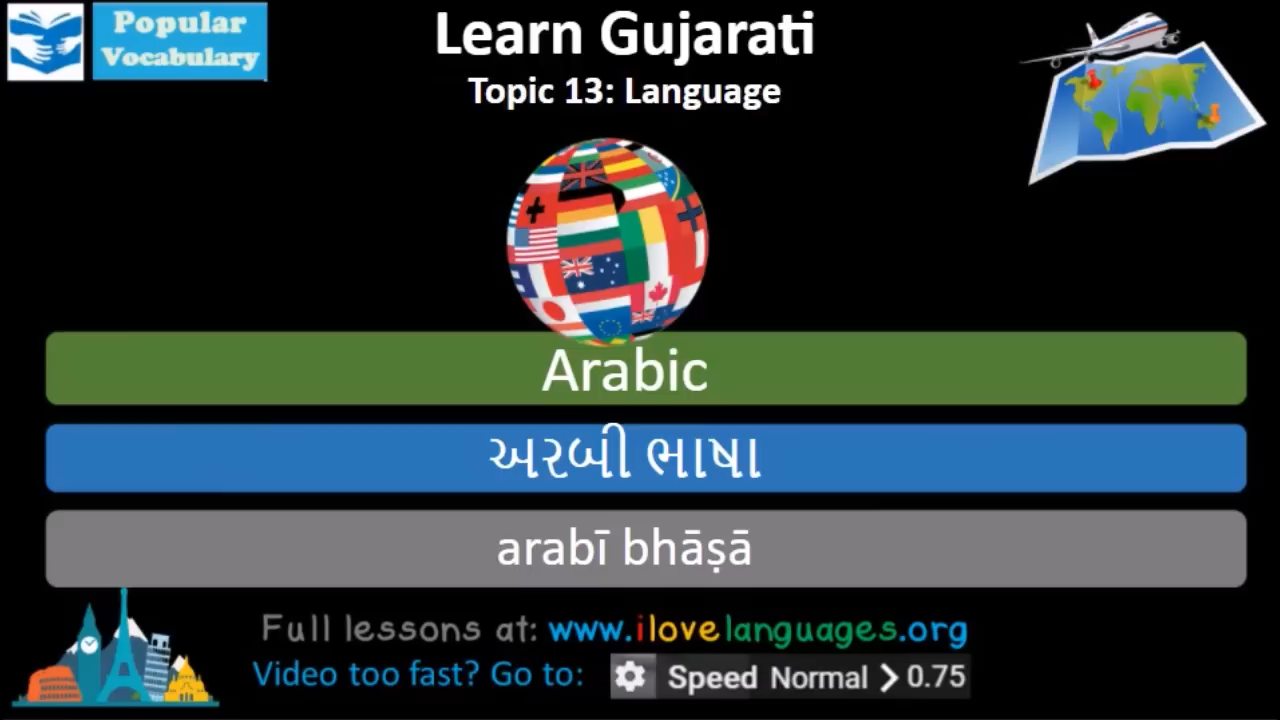 Popular
Vocabulary
Learn Gujarati
Topic 13: Language
Arabic
અરબી ભાષા
arabī bhāṣā
Full lessons at: www.ilovelanguages.org
Video too fast? Go to: Speed Normal > 0.75